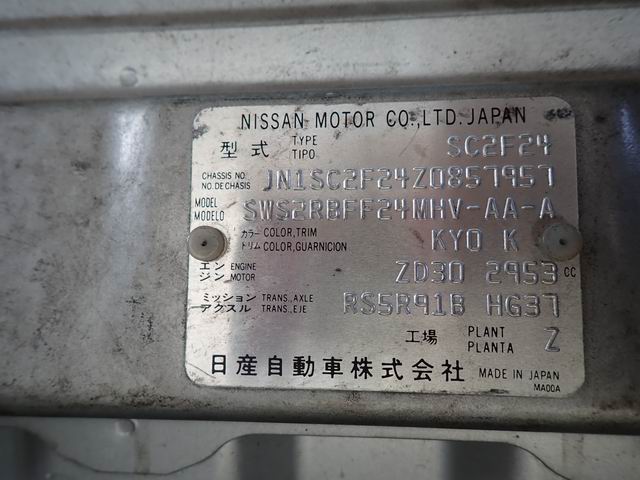 NISSAN MOTOR CO.,LTD. JAPAN
型式 TYPE TIPO SC2F24
CHASSIS NO. NO. DE CHASIS JN1SC2F24Z0857957
MODEL MODELO SWS2RBFF24MHV-AA-A
カラー COLOR,TRIM トリム COLOR,GUARNICION KY0 K
エンジン ENGINE MOTOR ZD30 2953 CC
ミッション TRANS.,AXLE アクスル TRANS.,EJE RS5R91B HG37
工場 PLANT PLANTA Z
日産自動車株式会社 MADE IN JAPAN
MA00A